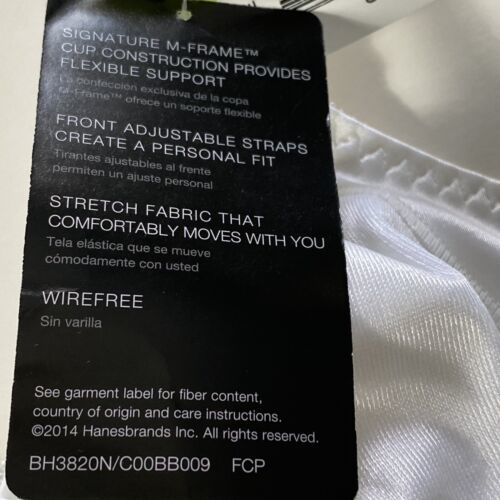 SIGNATURE M-FRAME™
CUP CONSTRUCTION PROVIDES
FLEXIBLE SUPPORT
La confección exclusiva de la copa
M-Frame™ ofrece un soporte flexible
FRONT ADJUSTABLE STRAPS
CREATE A PERSONAL FIT
Tirantes ajustables al frente
permiten un ajuste personal
STRETCH FABRIC THAT
COMFORTABLY MOVES WITH YOU
Tela elástica que se mueve
cómodamente con usted
WIREFREE
Sin varilla
See garment label for fiber content,
country of origin and care instructions.
©2014 Hanesbrands Inc. All rights reserved.
BH3820N/C00BB009 FCP